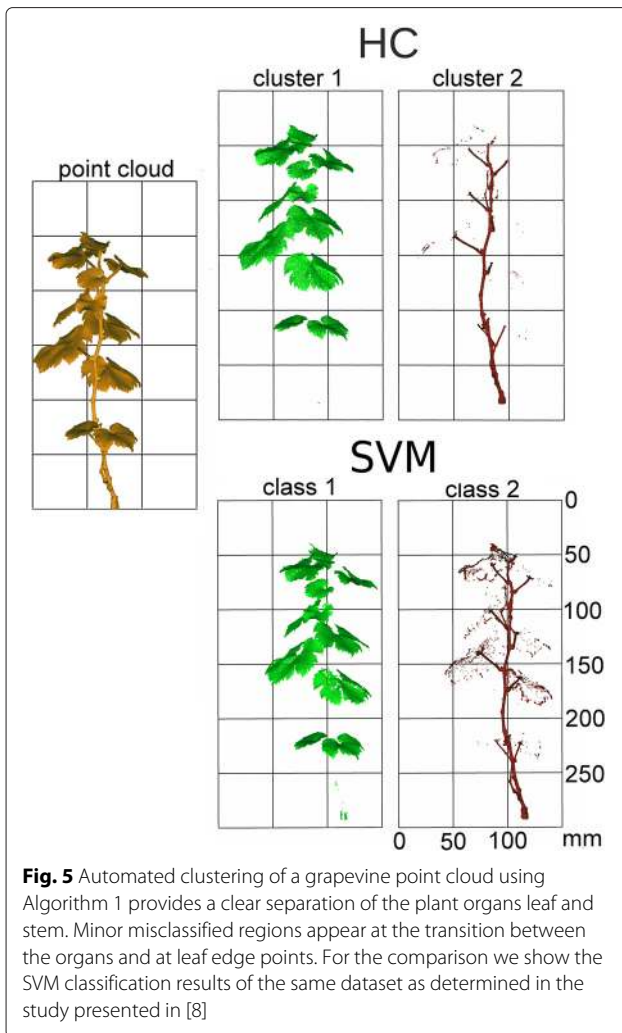 HC
cluster 1
cluster 2
point cloud
SVM
class 1
class 2
0
50
100
150
200
250
0 50 100 mm
Fig. 5 Automated clustering of a grapevine point cloud using
Algorithm 1 provides a clear separation of the plant organs leaf and
stem. Minor misclassified regions appear at the transition between
the organs and at leaf edge points. For the comparison we show the
SVM classification results of the same dataset as determined in the
study presented in [8]